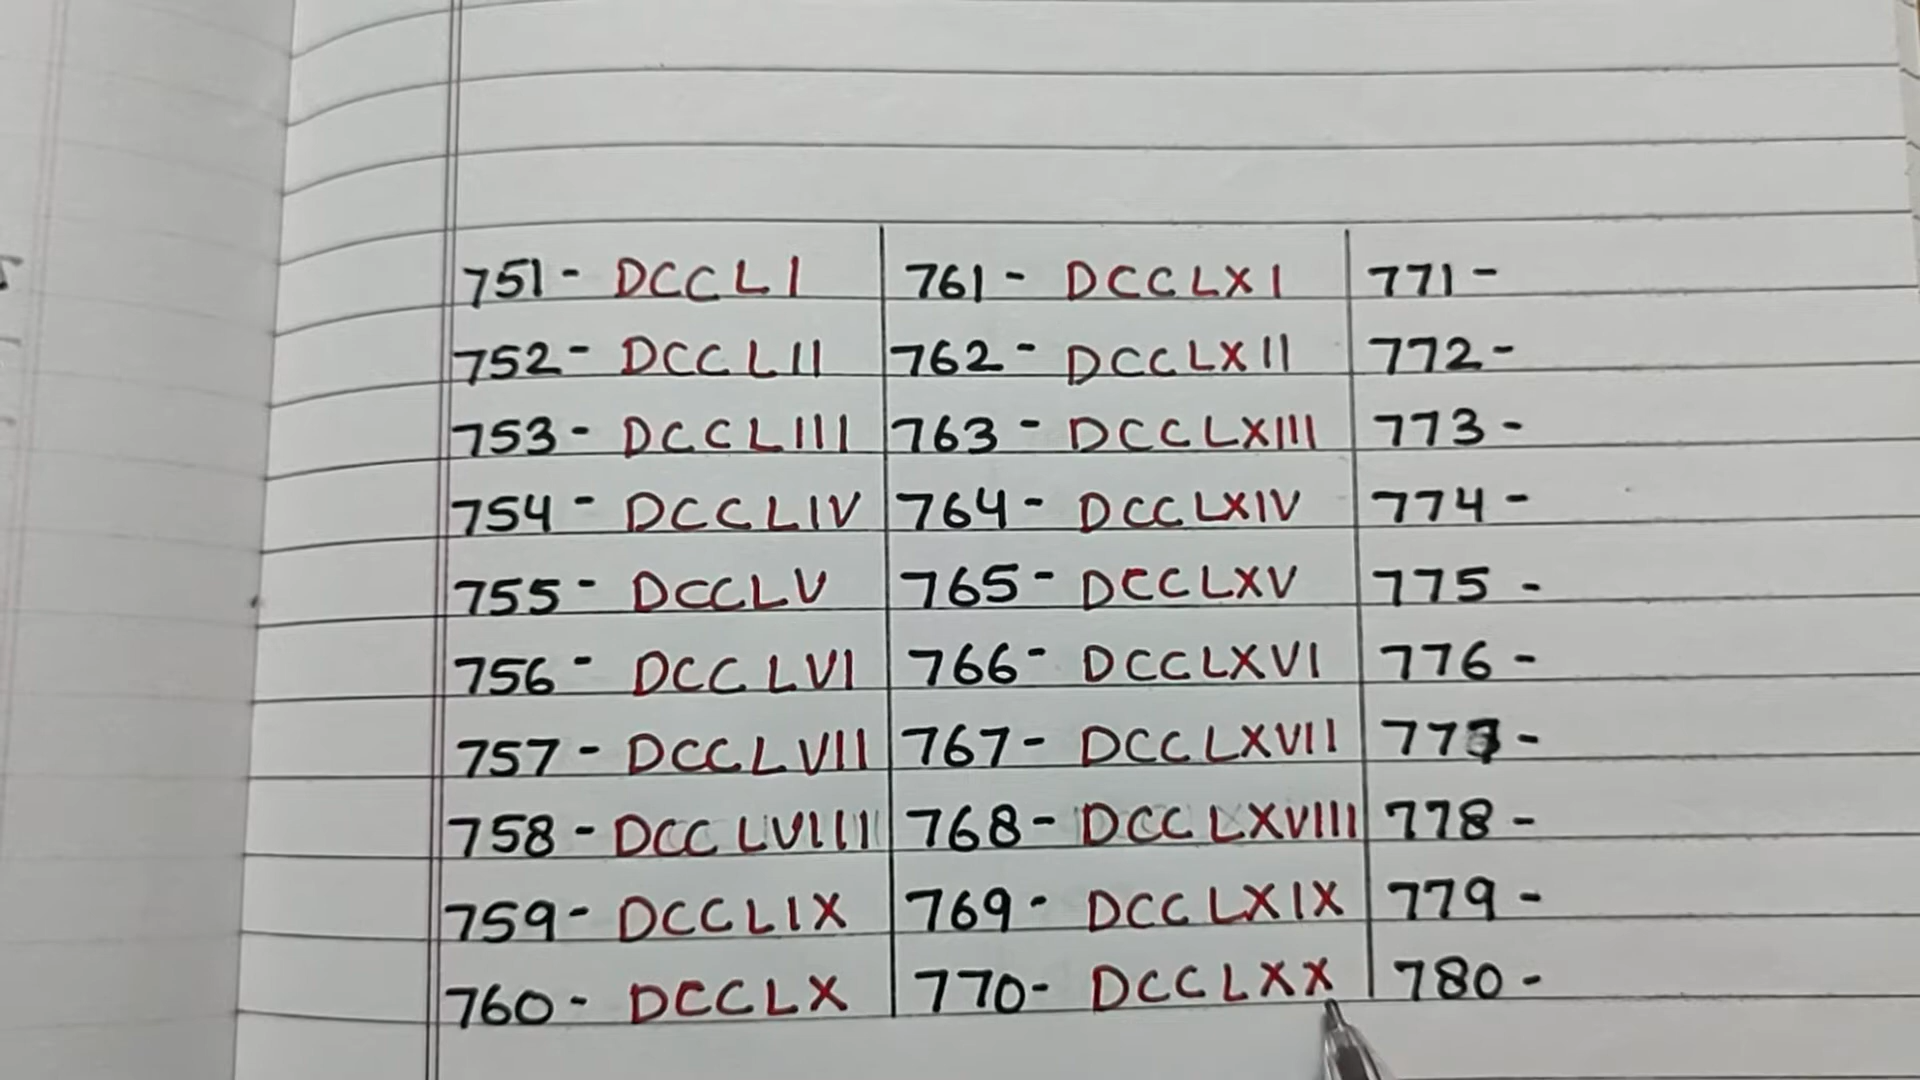 751 - DCCLI
752 - DCCLII
753 - DCCLIII
754 - DCCLIV
755 - DCCLV
756 - DCCLVI
757 - DCCLVII
758 - DCCLVIII
759 - DCCLIX
760 - DCCLX
761 - DCCLXI
762 - DCCLXII
763 - DCCLXIII
764 - DCCLXIV
765 - DCCLXV
766 - DCCLXVI
767 - DCCLXVII
768 - DCCLXVIII
769 - DCCLXIX
770 - DCCLXX
771 -
772 -
773 -
774 -
775 -
776 -
777 -
778 -
779 -
780 -